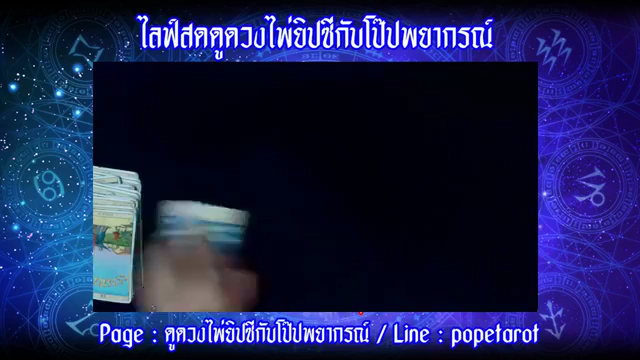 ไลฟ์สดดูดวงไพ่ยิปซีกับโป๊ปพยากรณ์
Page : ดูดวงไพ่ยิปซีกับโป๊ปพยากรณ์ / Line : popetarot